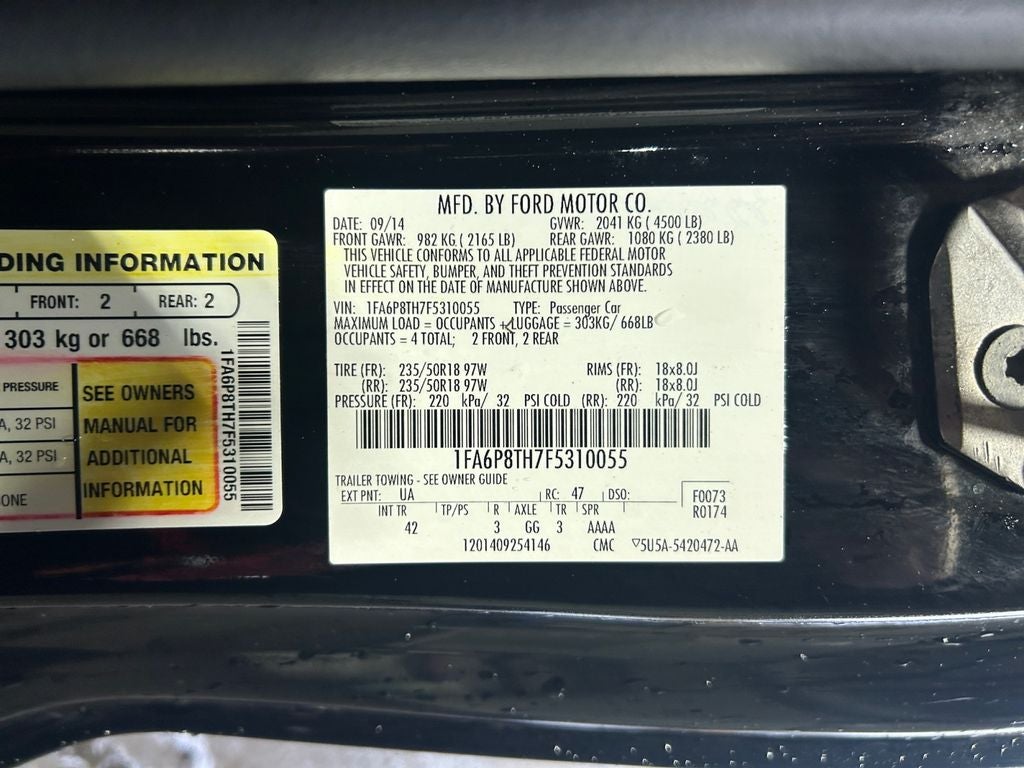 DING INFORMATION
FRONT: 2 REAR: 2
303 kg or 668 lbs.
PRESSURE
A, 32 PSI
A, 32 PSI
ONE
SEE OWNERS
MANUAL FOR
ADDITIONAL
INFORMATION
1FA6P8TH7F5310055
MFD. BY FORD MOTOR CO.
DATE: 09/14 GVWR: 2041 KG ( 4500 LB)
FRONT GAWR: 982 KG ( 2165 LB) REAR GAWR: 1080 KG ( 2380 LB)
THIS VEHICLE CONFORMS TO ALL APPLICABLE FEDERAL MOTOR
VEHICLE SAFETY, BUMPER, AND THEFT PREVENTION STANDARDS
IN EFFECT ON THE DATE OF MANUFACTURE SHOWN ABOVE.
VIN: 1FA6P8TH7F5310055 TYPE: Passenger Car
MAXIMUM LOAD = OCCUPANTS + LUGGAGE = 303KG/ 668LB
OCCUPANTS = 4 TOTAL; 2 FRONT, 2 REAR
TIRE (FR): 235/50R18 97W RIMS (FR): 18x8.0J
(RR): 235/50R18 97W (RR): 18x8.0J
PRESSURE (FR): 220 kPa/ 32 PSI COLD (RR): 220 kPa/ 32 PSI COLD
1FA6P8TH7F5310055
TRAILER TOWING - SEE OWNER GUIDE
EXT PNT: UA RC: 47 DSO: F0073
INT TR TP/PS R AXLE TR SPR R0174
42 3 GG 3 AAAA
1201409254146 CMC ▽5U5A-5420472-AA